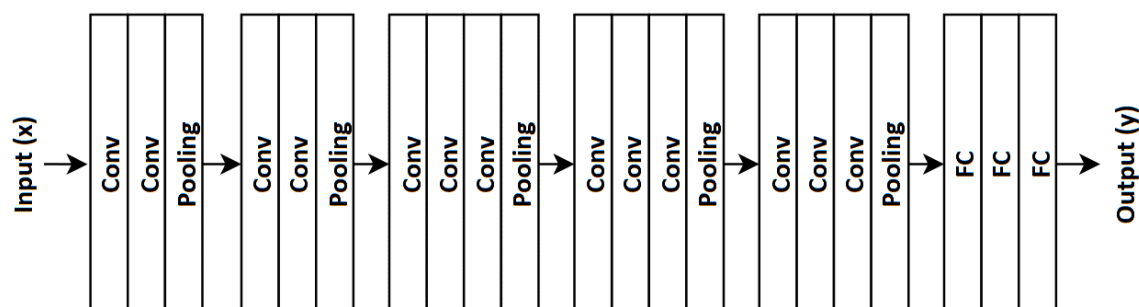 Input (x)
Conv
Conv
Pooling
Conv
Conv
Pooling
Conv
Conv
Conv
Pooling
Conv
Conv
Conv
Pooling
Conv
Conv
Conv
Pooling
FC
FC
FC
Output (y)